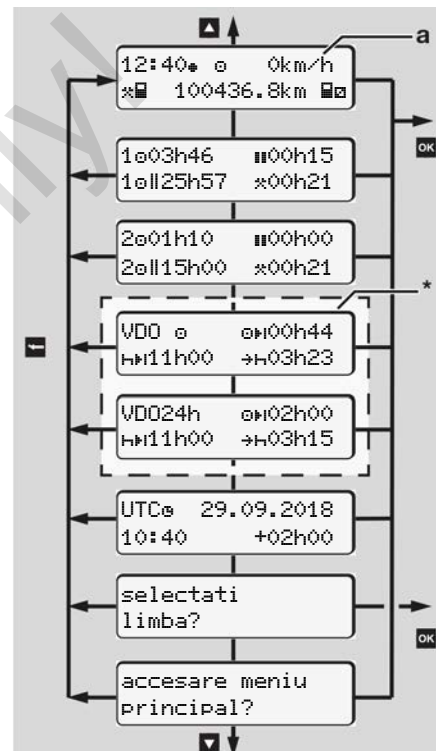 a
12:40 0km/h
100436.8km
1 03h46 00h15
1 25h57 00h21
OK
2 01h10 00h00
2 15h00 00h21
*
VDO 00h44
11h00 03h23
VDO24h 02h00
11h00 03h15
UTC 29.09.2018
10:40 +02h00
selectati
limba?
OK
accesare meniu
principal?